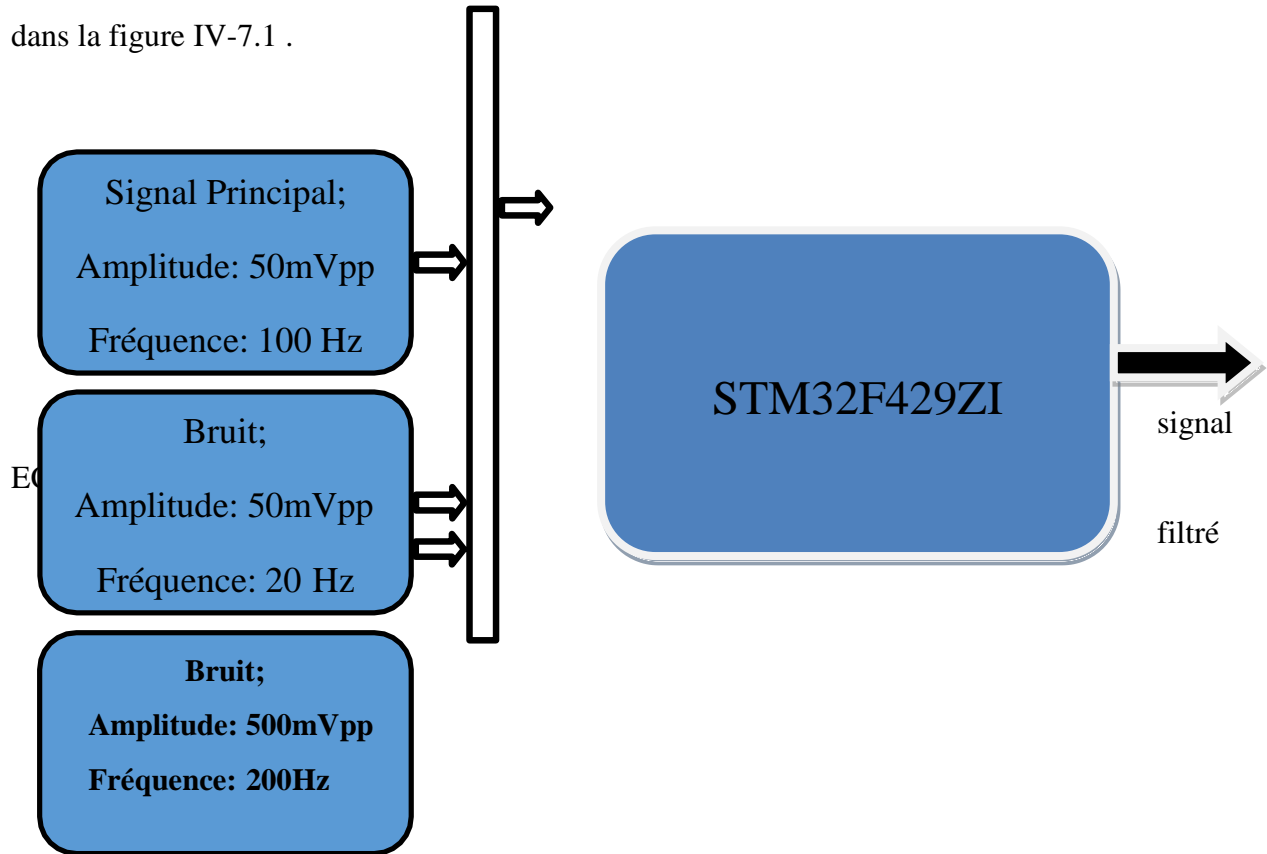 dans la figure IV-7.1 .
Signal Principal;
Amplitude: 50mVpp
Fréquence: 100 Hz
Bruit;
Amplitude: 50mVpp
Fréquence: 20 Hz
Bruit;
Amplitude: 500mVpp
Fréquence: 200Hz
STM32F429ZI
signal
filtré